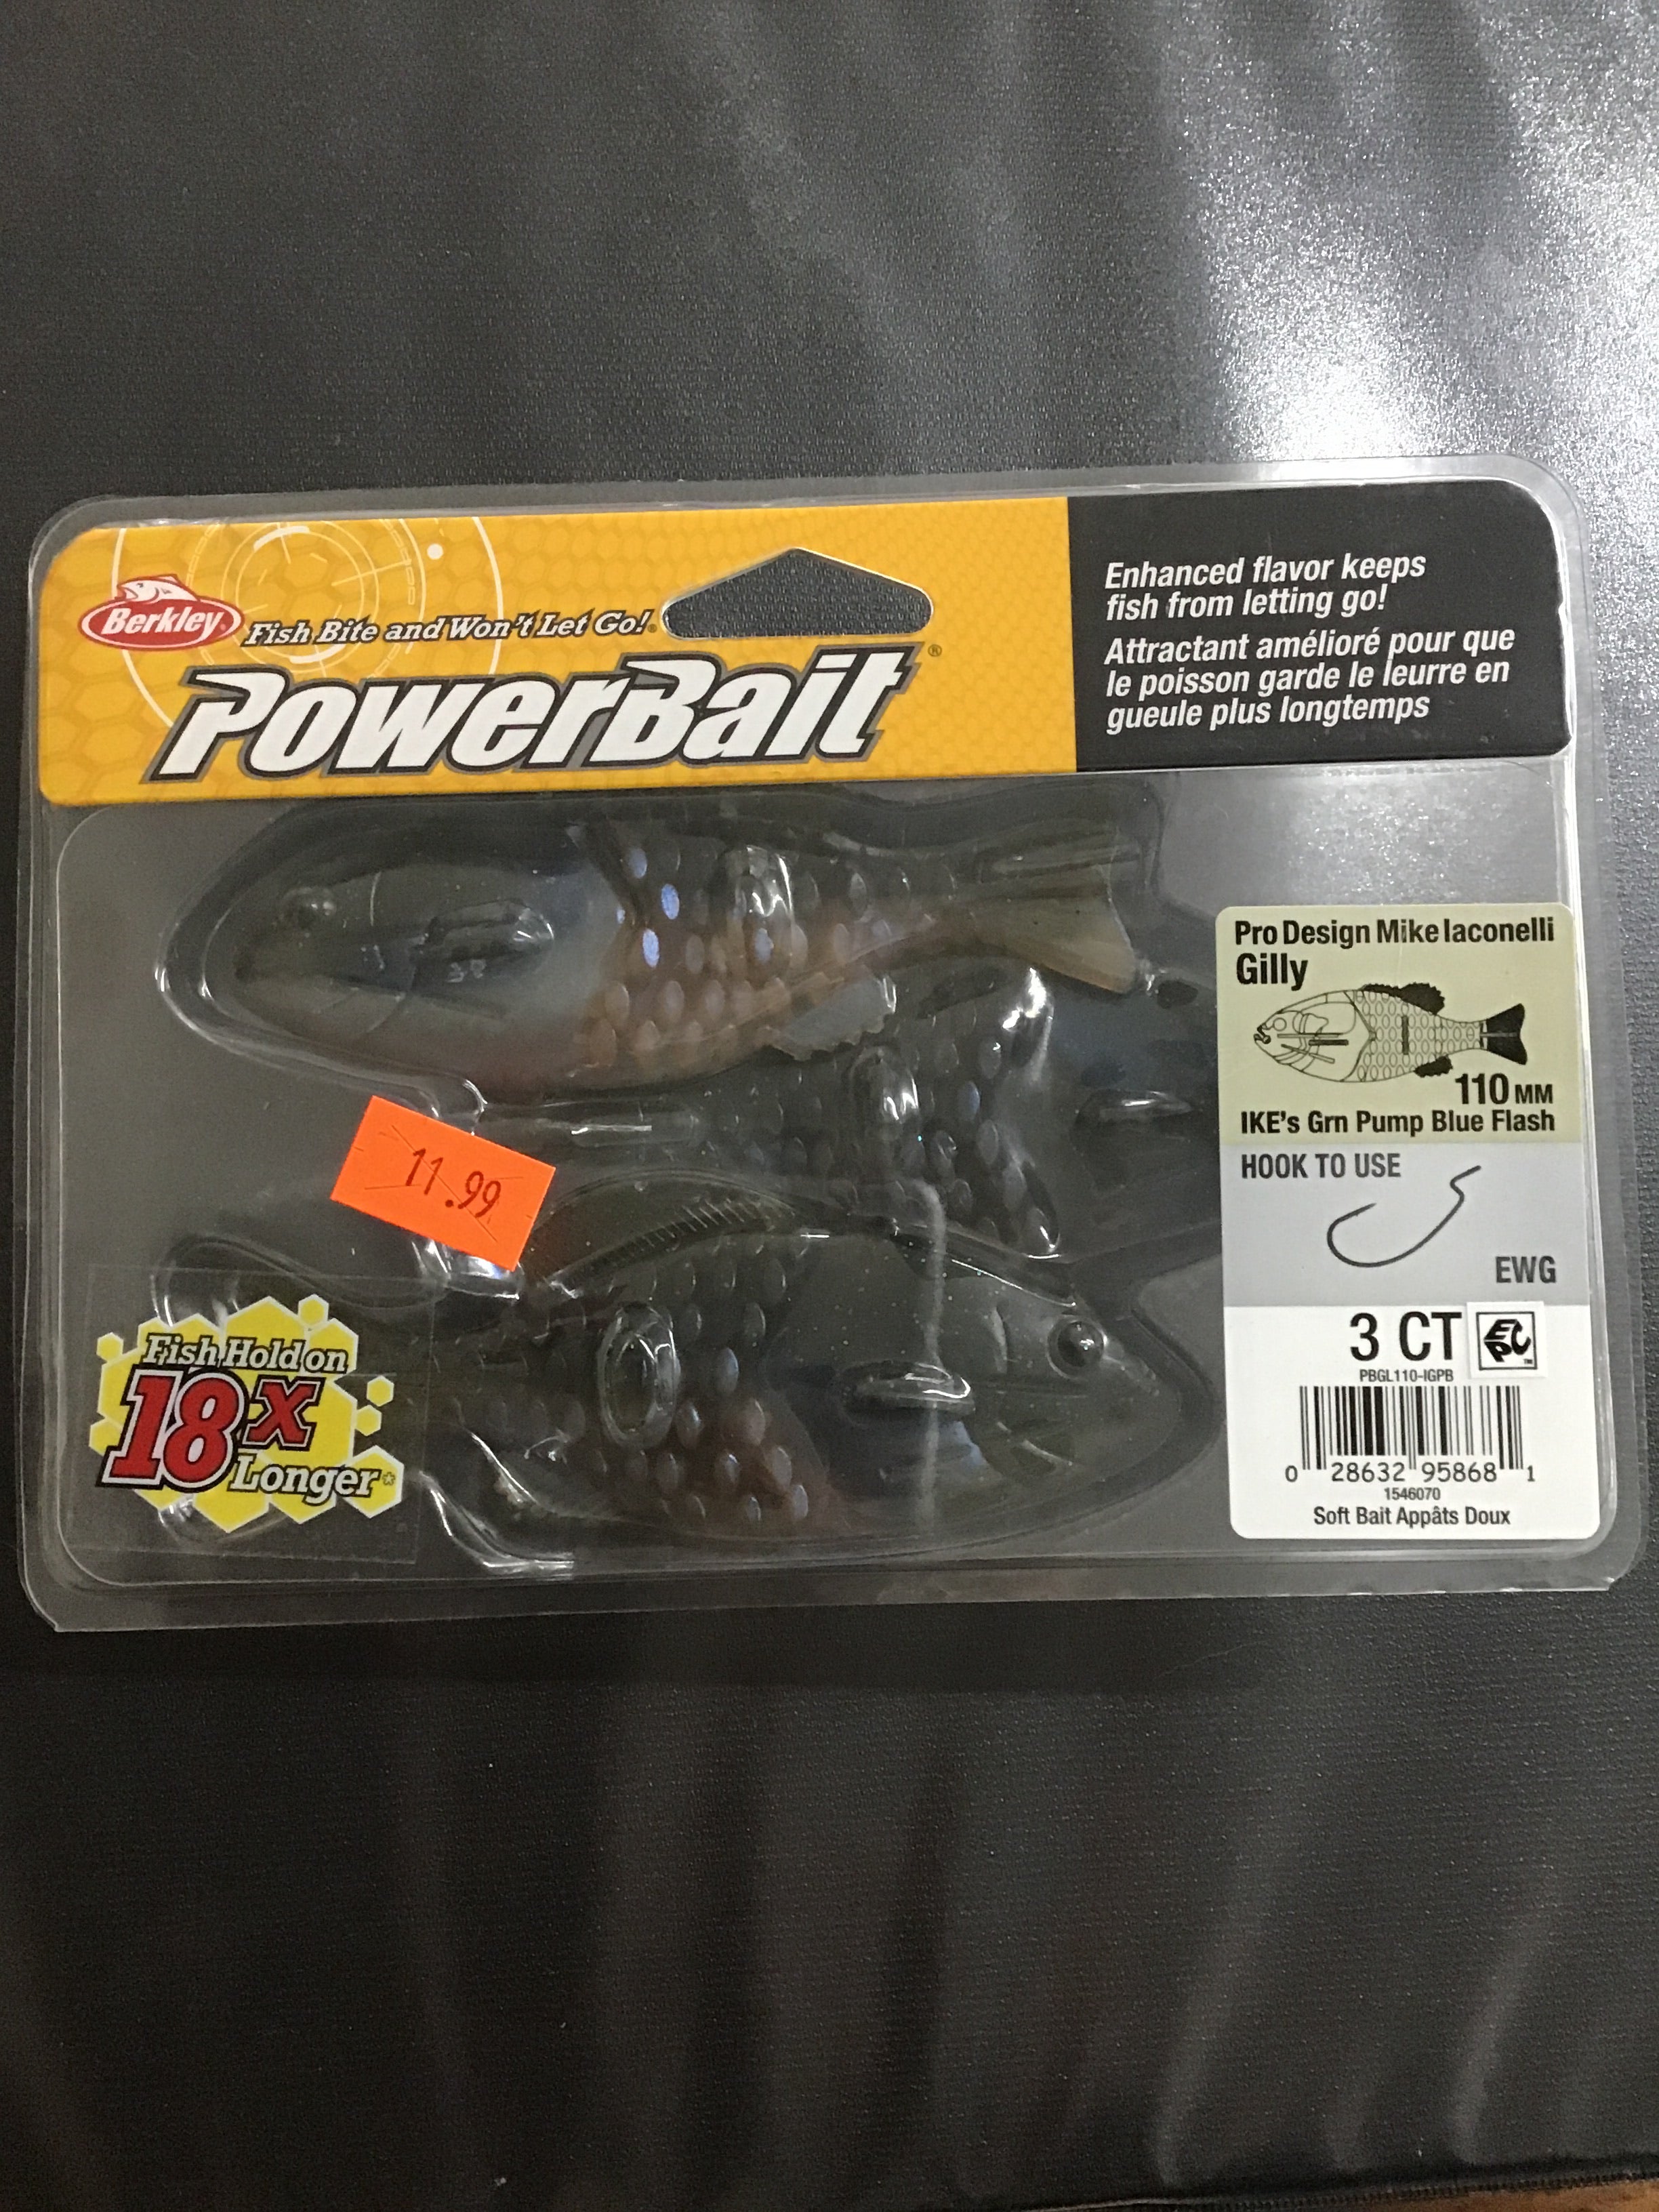 Berkley®
Fish Bite and Won't Let Go!®
PowerBait®
Enhanced flavor keeps
fish from letting go!
Attractant amélioré pour que
le poisson garde le leurre en
gueule plus longtemps
Pro Design Mike Iaconelli
Gilly
110 MM
IKE's Grn Pump Blue Flash
HOOK TO USE
EWG
11.99
Fish Hold on
18x
Longer*
3 CT
PBGL110-IGPB
0 28632 95868 1
1546070
Soft Bait Appâts Doux